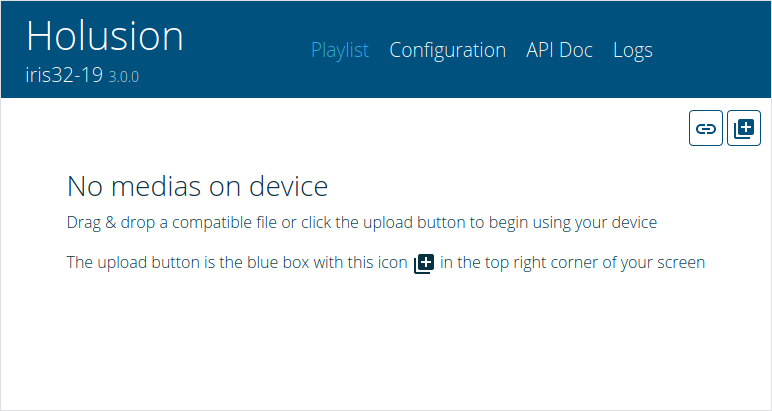 Holusion
iris32-19 3.0.0
Playlist Configuration API Doc Logs
No medias on device
Drag & drop a compatible file or click the upload button to begin using your device
The upload button is the blue box with this icon in the top right corner of your screen